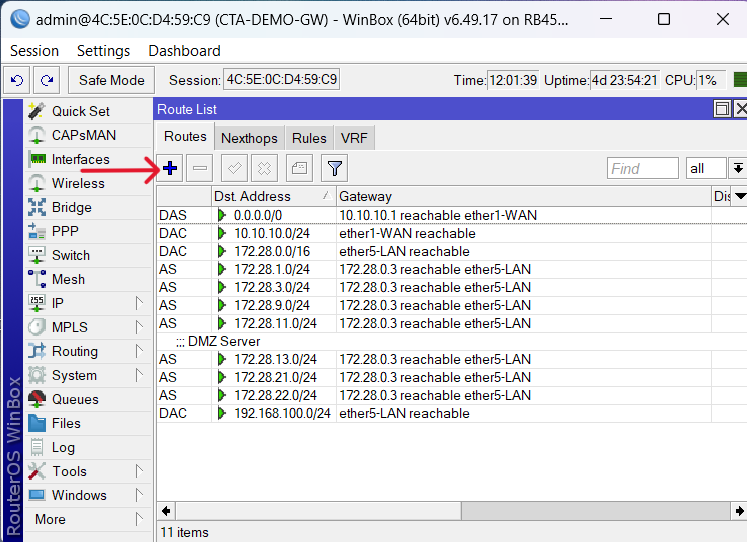 admin@4C:5E:0C:D4:59:C9 (CTA-DEMO-GW) - WinBox (64bit) v6.49.17 on RB45...
Session Settings Dashboard
Safe Mode Session: 4C:5E:0C:D4:59:C9 Time: 12:01:39 Uptime: 4d 23:54:21 CPU: 1%
RouterOS WinBox
Quick Set
CAPsMAN
Interfaces
Wireless
Bridge
PPP
Switch
Mesh
IP
MPLS
Routing
System
Queues
Files
Log
Tools
Windows
More
Route List
Routes Nexthops Rules VRF
Find all
Dst. Address Gateway Dis
DAS 0.0.0.0/0 10.10.10.1 reachable ether1-WAN
DAC 10.10.10.0/24 ether1-WAN reachable
DAC 172.28.0.0/16 ether5-LAN reachable
AS 172.28.1.0/24 172.28.0.3 reachable ether5-LAN
AS 172.28.3.0/24 172.28.0.3 reachable ether5-LAN
AS 172.28.9.0/24 172.28.0.3 reachable ether5-LAN
AS 172.28.11.0/24 172.28.0.3 reachable ether5-LAN
;;; DMZ Server
AS 172.28.13.0/24 172.28.0.3 reachable ether5-LAN
AS 172.28.21.0/24 172.28.0.3 reachable ether5-LAN
AS 172.28.22.0/24 172.28.0.3 reachable ether5-LAN
DAC 192.168.100.0/24 ether5-LAN reachable
11 items